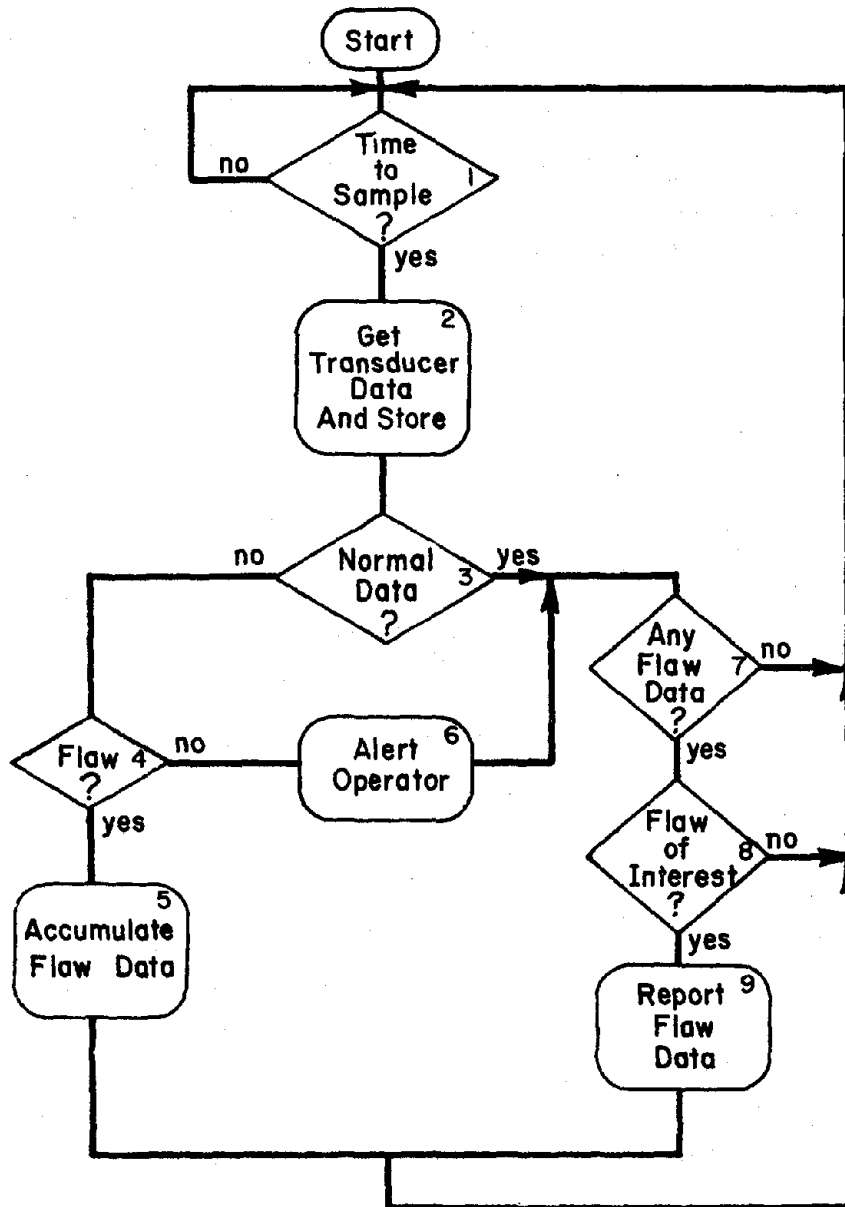 Start
Time
to
Sample
?
1
no
yes
2
Get
Transducer
Data
And Store
no
Normal
Data
?
3
yes
Any
Flaw
Data
?
7
no
yes
Flaw 4
?
no
yes
6
Alert
Operator
Flaw
of
Interest
?
8
no
yes
5
Accumulate
Flaw Data
9
Report
Flaw
Data